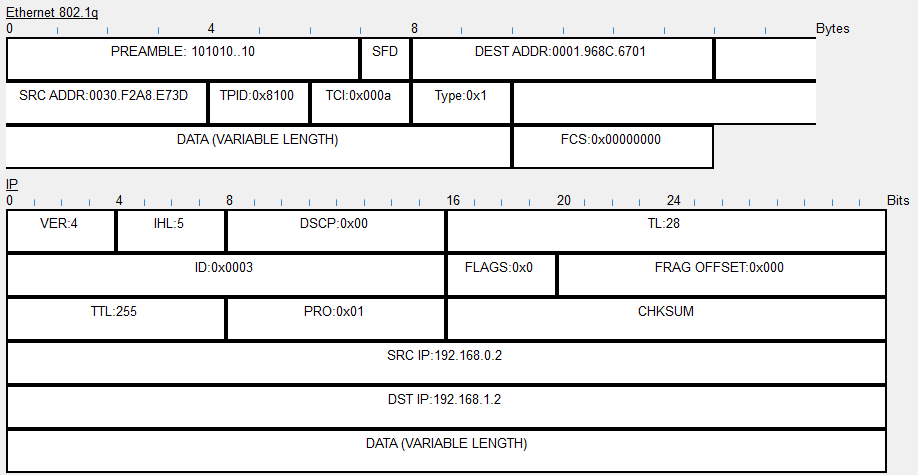 Ethernet 802.1q
0 4 8 Bytes
PREAMBLE: 101010..10 SFD DEST ADDR:0001.968C.6701
SRC ADDR:0030.F2A8.E73D TPID:0x8100 TCI:0x000a Type:0x1
DATA (VARIABLE LENGTH) FCS:0x00000000
IP
0 4 8 16 20 24 Bits
VER:4 IHL:5 DSCP:0x00 TL:28
ID:0x0003 FLAGS:0x0 FRAG OFFSET:0x000
TTL:255 PRO:0x01 CHKSUM
SRC IP:192.168.0.2
DST IP:192.168.1.2
DATA (VARIABLE LENGTH)